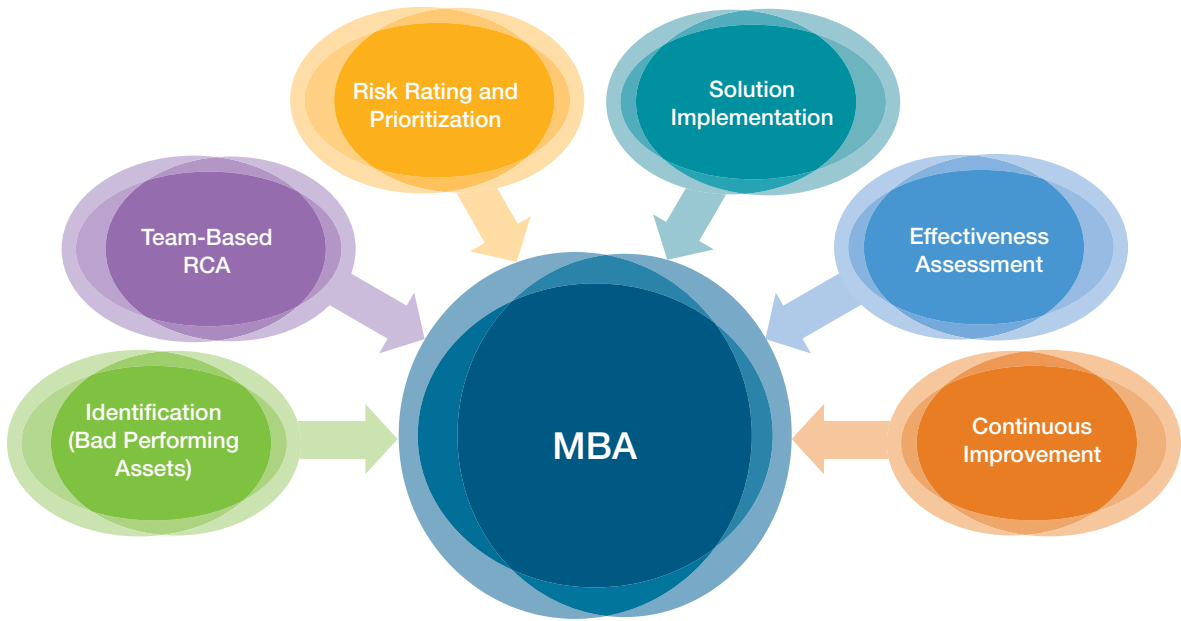 Identification
(Bad Performing
Assets)
Team-Based
RCA
Risk Rating and
Prioritization
Solution
Implementation
Effectiveness
Assessment
Continuous
Improvement
MBA